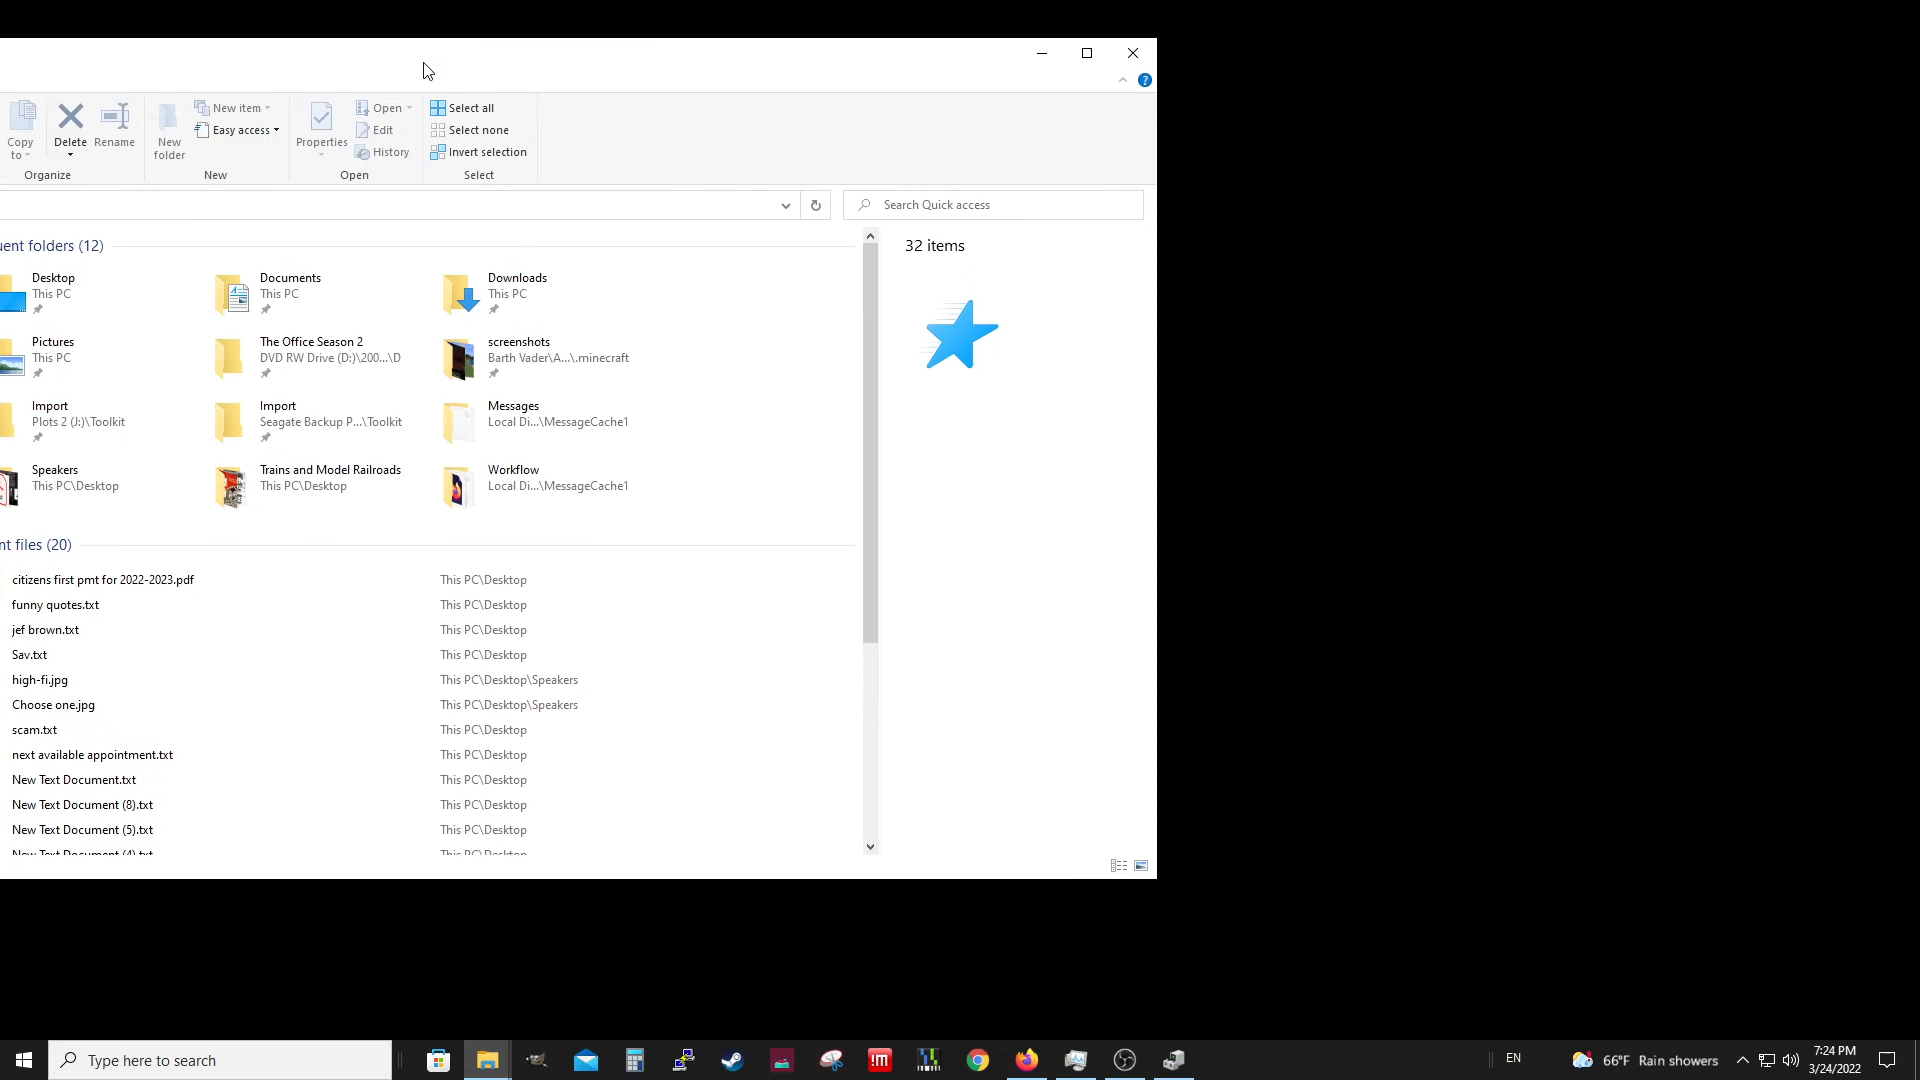 New item
Open
Select all
Easy access
Edit
Select none
Copy to
Delete
Rename
New folder
Properties
History
Invert selection
Organize
New
Open
Select
Search Quick access
uent folders (12)
32 items
Desktop
This PC
Documents
This PC
Downloads
This PC
Pictures
This PC
The Office Season 2
DVD RW Drive (D:)\200...\D
screenshots
Barth Vader\A...\.minecraft
Import
Plots 2 (J:)\Toolkit
Import
Seagate Backup P...\Toolkit
Messages
Local Di...\MessageCache1
Speakers
This PC\Desktop
Trains and Model Railroads
This PC\Desktop
Workflow
Local Di...\MessageCache1
nt files (20)
citizens first pmt for 2022-2023.pdf This PC\Desktop
funny quotes.txt This PC\Desktop
jef brown.txt This PC\Desktop
Sav.txt This PC\Desktop
high-fi.jpg This PC\Desktop\Speakers
Choose one.jpg This PC\Desktop\Speakers
scam.txt This PC\Desktop
next available appointment.txt This PC\Desktop
New Text Document.txt This PC\Desktop
New Text Document (8).txt This PC\Desktop
New Text Document (5).txt This PC\Desktop
New Text Document (4).txt This PC\Desktop
Type here to search
!M
EN
66°F Rain showers
7:24 PM
3/24/2022